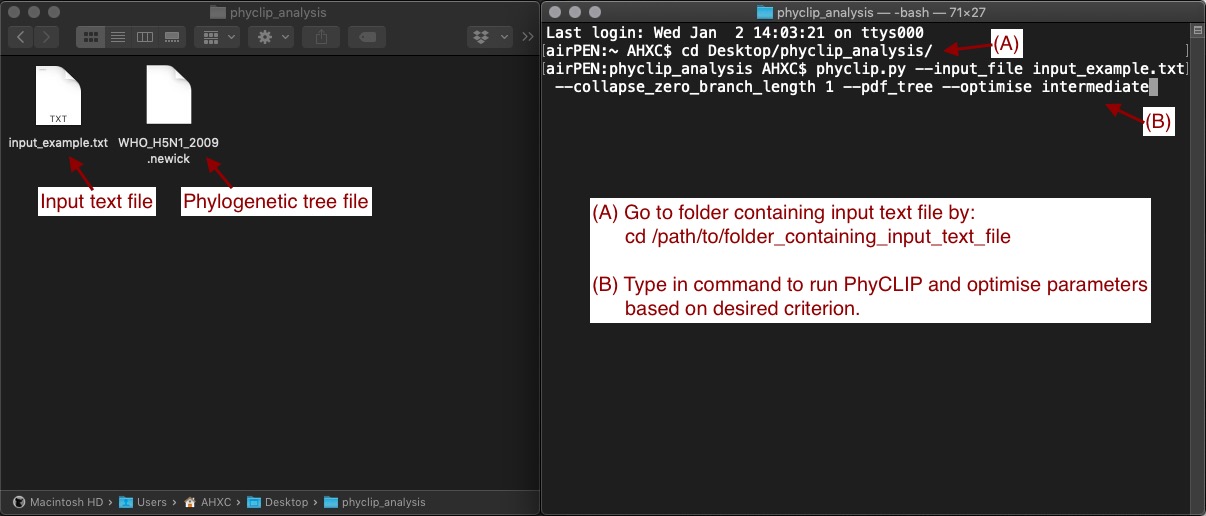 phyclip_analysis
TXT
input_example.txt
WHO_H5N1_2009
.newick
Input text file
Phylogenetic tree file
Macintosh HD › Users › AHXC › Desktop › phyclip_analysis
phyclip_analysis — -bash — 71×27
Last login: Wed Jan  2 14:03:21 on ttys000
[airPEN:~ AHXC$ cd Desktop/phyclip_analysis/ ]
(A)
[airPEN:phyclip_analysis AHXC$ phyclip.py --input_file input_example.txt]
--collapse_zero_branch_length 1 --pdf_tree --optimise intermediate
(B)
(A) Go to folder containing input text file by:
cd /path/to/folder_containing_input_text_file
(B) Type in command to run PhyCLIP and optimise parameters
based on desired criterion.